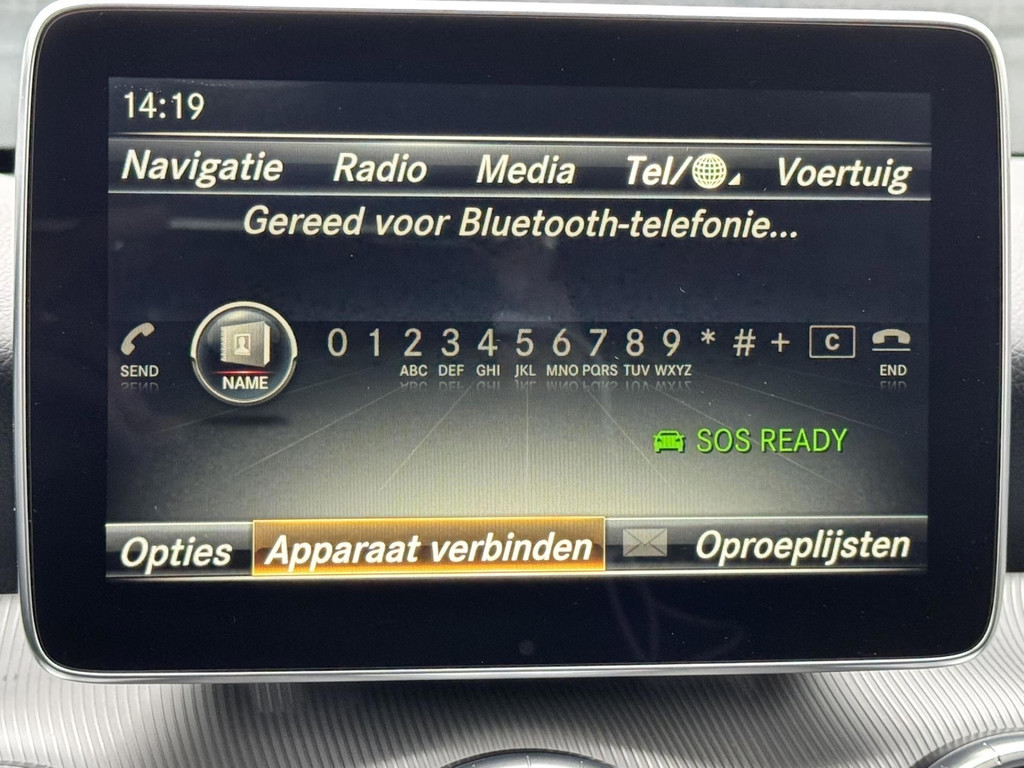 14:19
Navigatie Radio Media Tel/ Voertuig
Gereed voor Bluetooth-telefonie...
0 1 2 3 4 5 6 7 8 9 * # + C
SEND NAME ABC DEF GHI JKL MNO PQRS TUV WXYZ END
SOS READY
Opties Apparaat verbinden Oproeplijsten